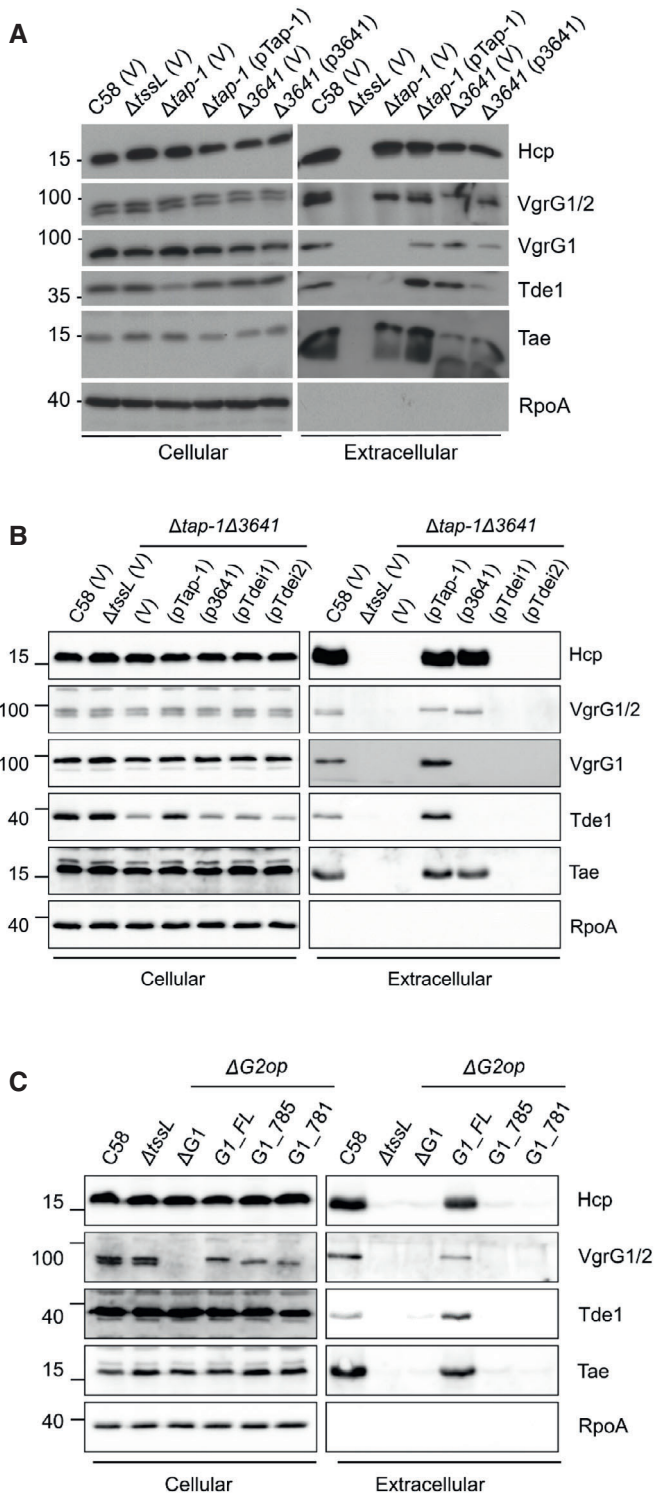 A
C58 (V) ΔtssL (V) Δtap-1 (V) Δtap-1 (pTap-1) Δ3641 (V) Δ3641 (p3641) C58 (V) ΔtssL (V) Δtap-1 (V) Δtap-1 (pTap-1) Δ3641 (V) Δ3641 (p3641)
15 Hcp
100 VgrG1/2
100 VgrG1
35 Tde1
15 Tae
40 RpoA
Cellular Extracellular
B
Δtap-1Δ3641 Δtap-1Δ3641
C58 (V) ΔtssL (V) (V) (pTap-1) (p3641) (pTdei1) (pTdei2) C58 (V) ΔtssL (V) (V) (pTap-1) (p3641) (pTdei1) (pTdei2)
15 Hcp
100 VgrG1/2
100 VgrG1
40 Tde1
15 Tae
40 RpoA
Cellular Extracellular
C
ΔG2op ΔG2op
C58 ΔtssL ΔG1 G1_FL G1_785 G1_781 C58 ΔtssL ΔG1 G1_FL G1_785 G1_781
15 Hcp
100 VgrG1/2
40 Tde1
15 Tae
40 RpoA
Cellular Extracellular